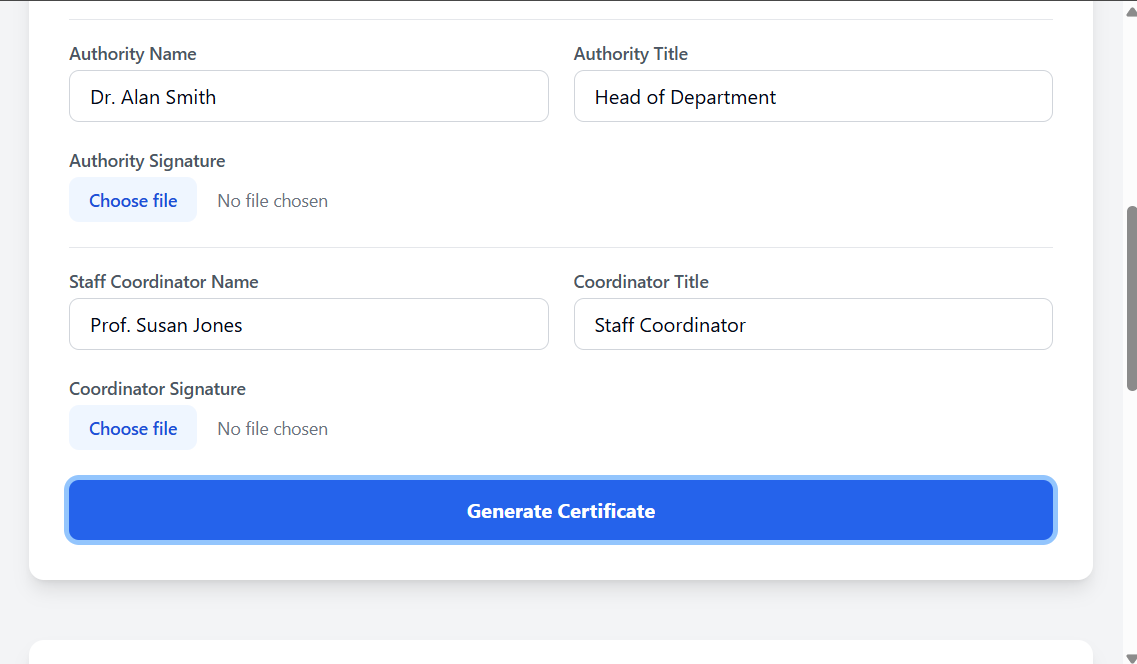 Authority Name
Authority Title
Dr. Alan Smith
Head of Department
Authority Signature
Choose file
No file chosen
Staff Coordinator Name
Coordinator Title
Prof. Susan Jones
Staff Coordinator
Coordinator Signature
Choose file
No file chosen
Generate Certificate